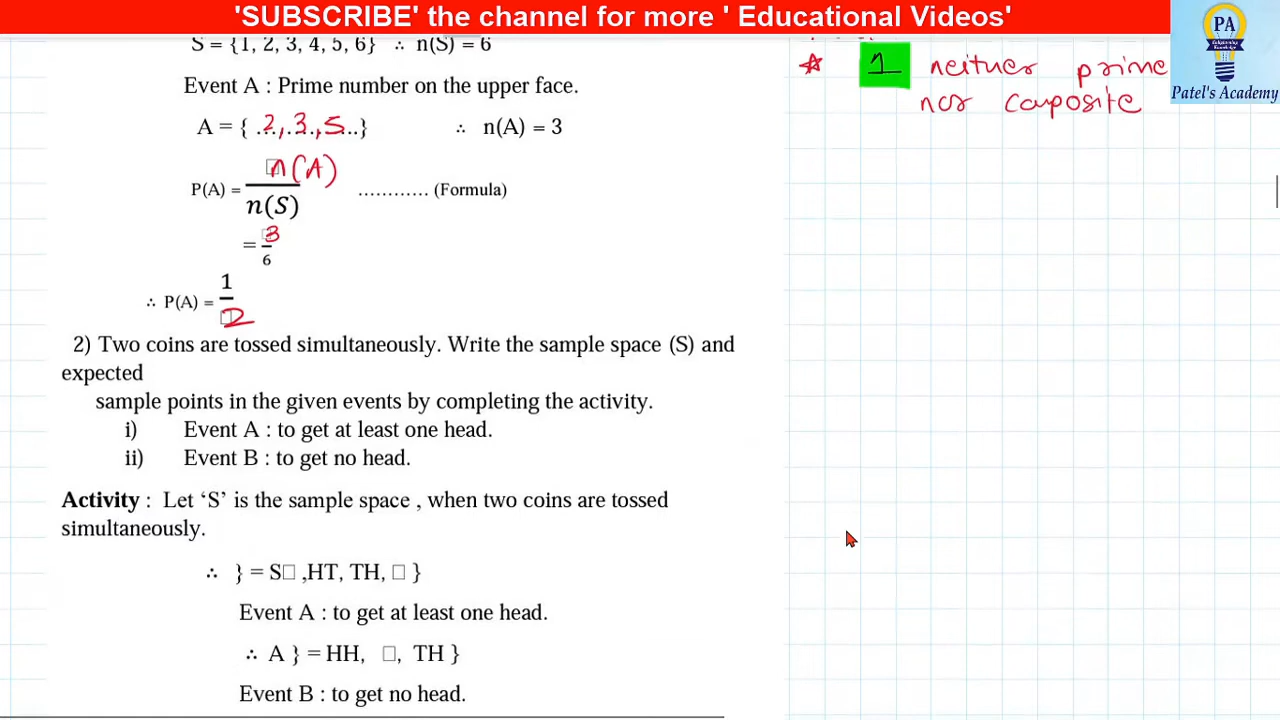 'SUBSCRIBE' the channel for more ' Educational Videos'
PA
Patel's Academy
S = {1, 2, 3, 4, 5, 6} ∴ n(S) = 6
Event A : Prime number on the upper face.
A = { .2,.3.,5..} ∴ n(A) = 3
P(A) = n(A) / n(S) ………… (Formula)
= 3 / 6
∴ P(A) = 1 / 2
2) Two coins are tossed simultaneously. Write the sample space (S) and
expected
sample points in the given events by completing the activity.
i) Event A : to get at least one head.
ii) Event B : to get no head.
Activity : Let ‘S’ is the sample space , when two coins are tossed
simultaneously.
∴ } = S□ ,HT, TH, □ }
Event A : to get at least one head.
∴ A } = HH, □, TH }
Event B : to get no head.
1 neither prime
nor composite